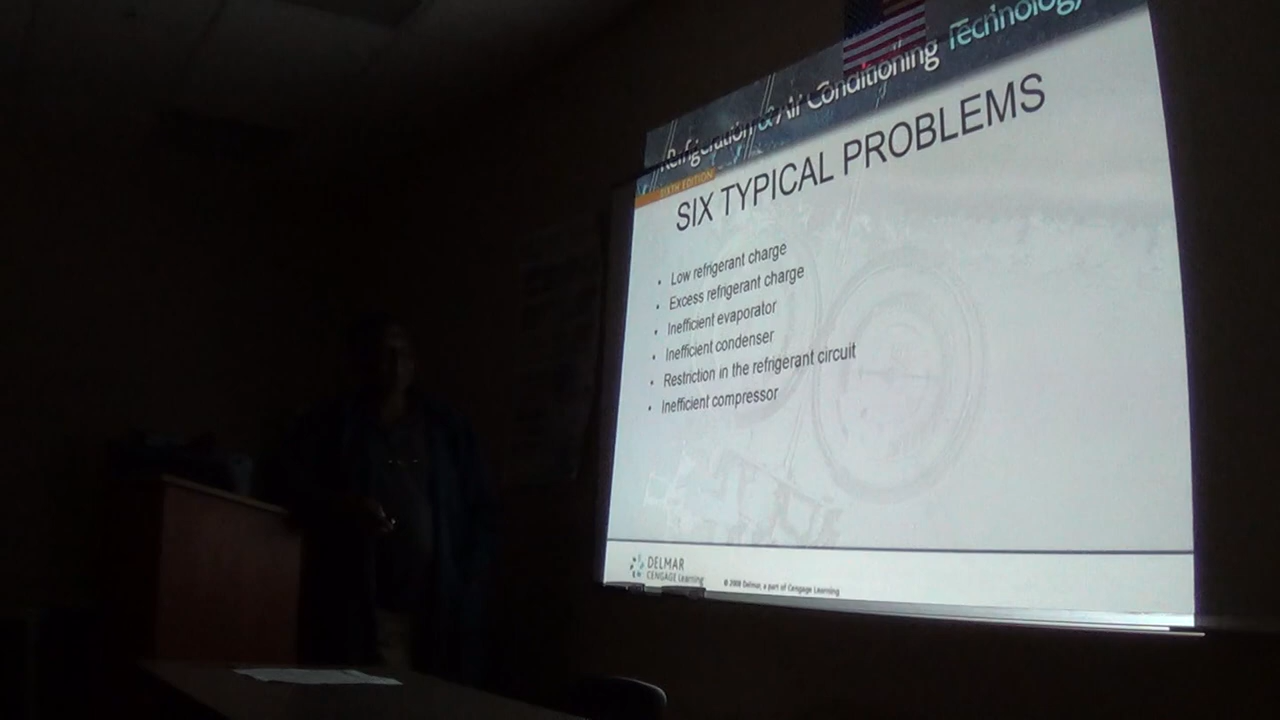 Refrigeration & Air Conditioning Technology
SIXTH EDITION
SIX TYPICAL PROBLEMS
• Low refrigerant charge
• Excess refrigerant charge
• Inefficient evaporator
• Inefficient condenser
• Restriction in the refrigerant circuit
• Inefficient compressor
DELMAR
CENGAGE Learning
© 2008 Delmar, a part of Cengage Learning